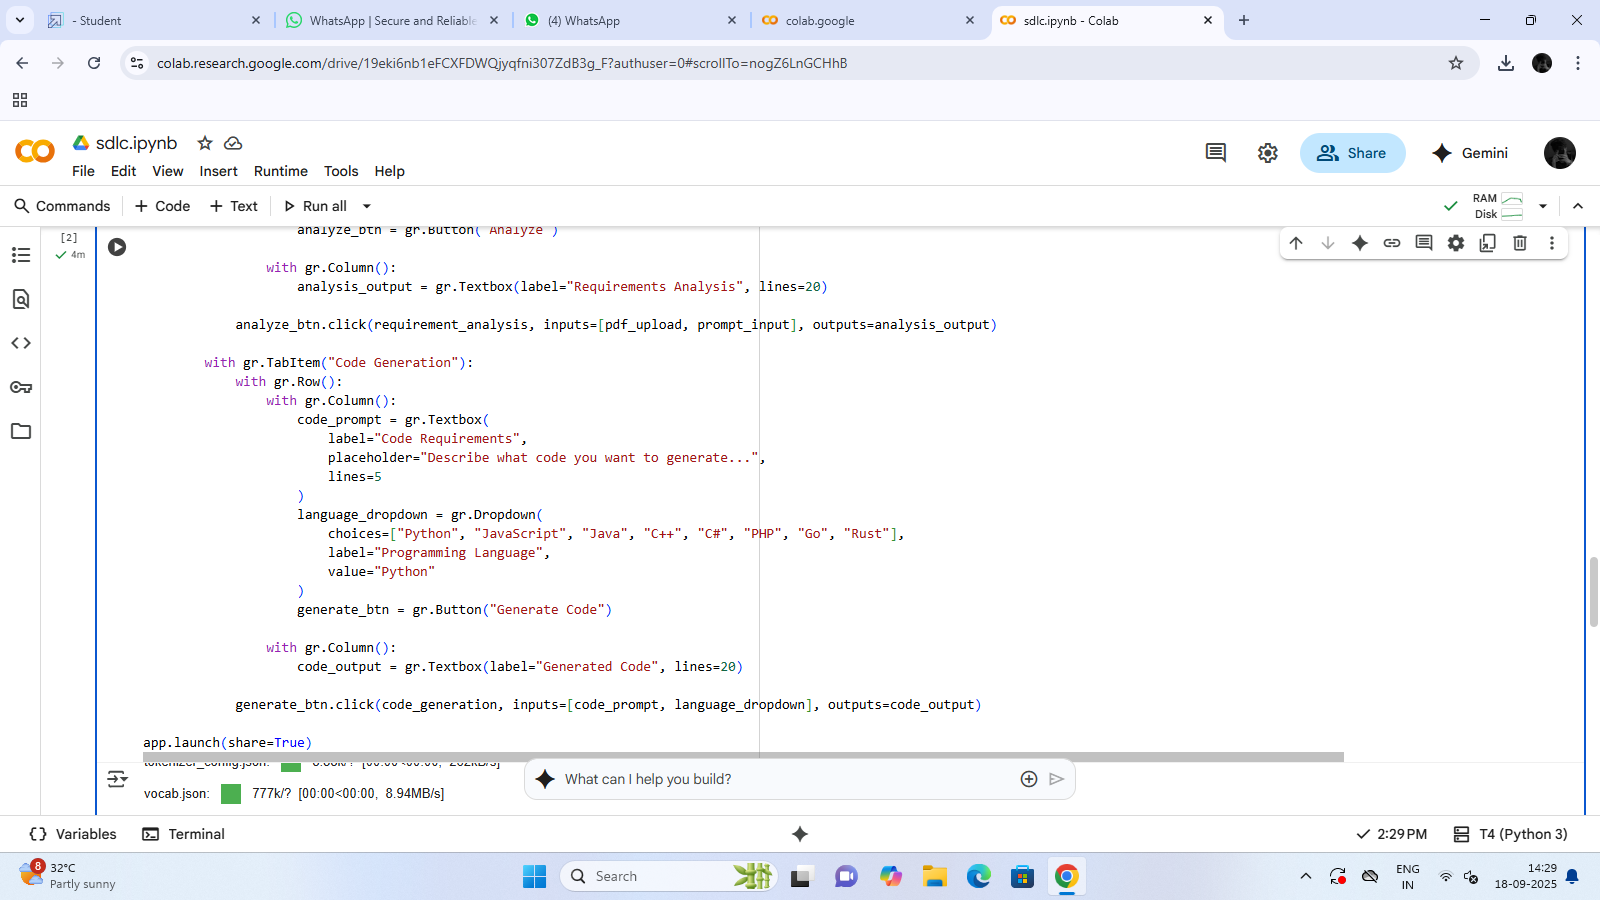 - Student
WhatsApp | Secure and Reliable
(4) WhatsApp
colab.google
sdlc.ipynb - Colab
colab.research.google.com/drive/19eki6nb1eFCXFDWQjyqfni307ZdB3g_F?authuser=0#scrollTo=nogZ6LnGCHhB
sdlc.ipynb
File Edit View Insert Runtime Tools Help
Share
Gemini
Commands + Code + Text Run all
RAM
Disk
[2]
4m
analyze_btn = gr.Button("Analyze")
with gr.Column():
analysis_output = gr.Textbox(label="Requirements Analysis", lines=20)
analyze_btn.click(requirement_analysis, inputs=[pdf_upload, prompt_input], outputs=analysis_output)
with gr.TabItem("Code Generation"):
with gr.Row():
with gr.Column():
code_prompt = gr.Textbox(
label="Code Requirements",
placeholder="Describe what code you want to generate...",
lines=5
)
language_dropdown = gr.Dropdown(
choices=["Python", "JavaScript", "Java", "C++", "C#", "PHP", "Go", "Rust"],
label="Programming Language",
value="Python"
)
generate_btn = gr.Button("Generate Code")
with gr.Column():
code_output = gr.Textbox(label="Generated Code", lines=20)
generate_btn.click(code_generation, inputs=[code_prompt, language_dropdown], outputs=code_output)
app.launch(share=True)
tokenizer_config.json:
vocab.json: 777k/? [00:00<00:00, 8.94MB/s]
What can I help you build?
Variables
Terminal
2:29 PM
T4 (Python 3)
8
32°C
Partly sunny
Search
ENG
IN
14:29
18-09-2025